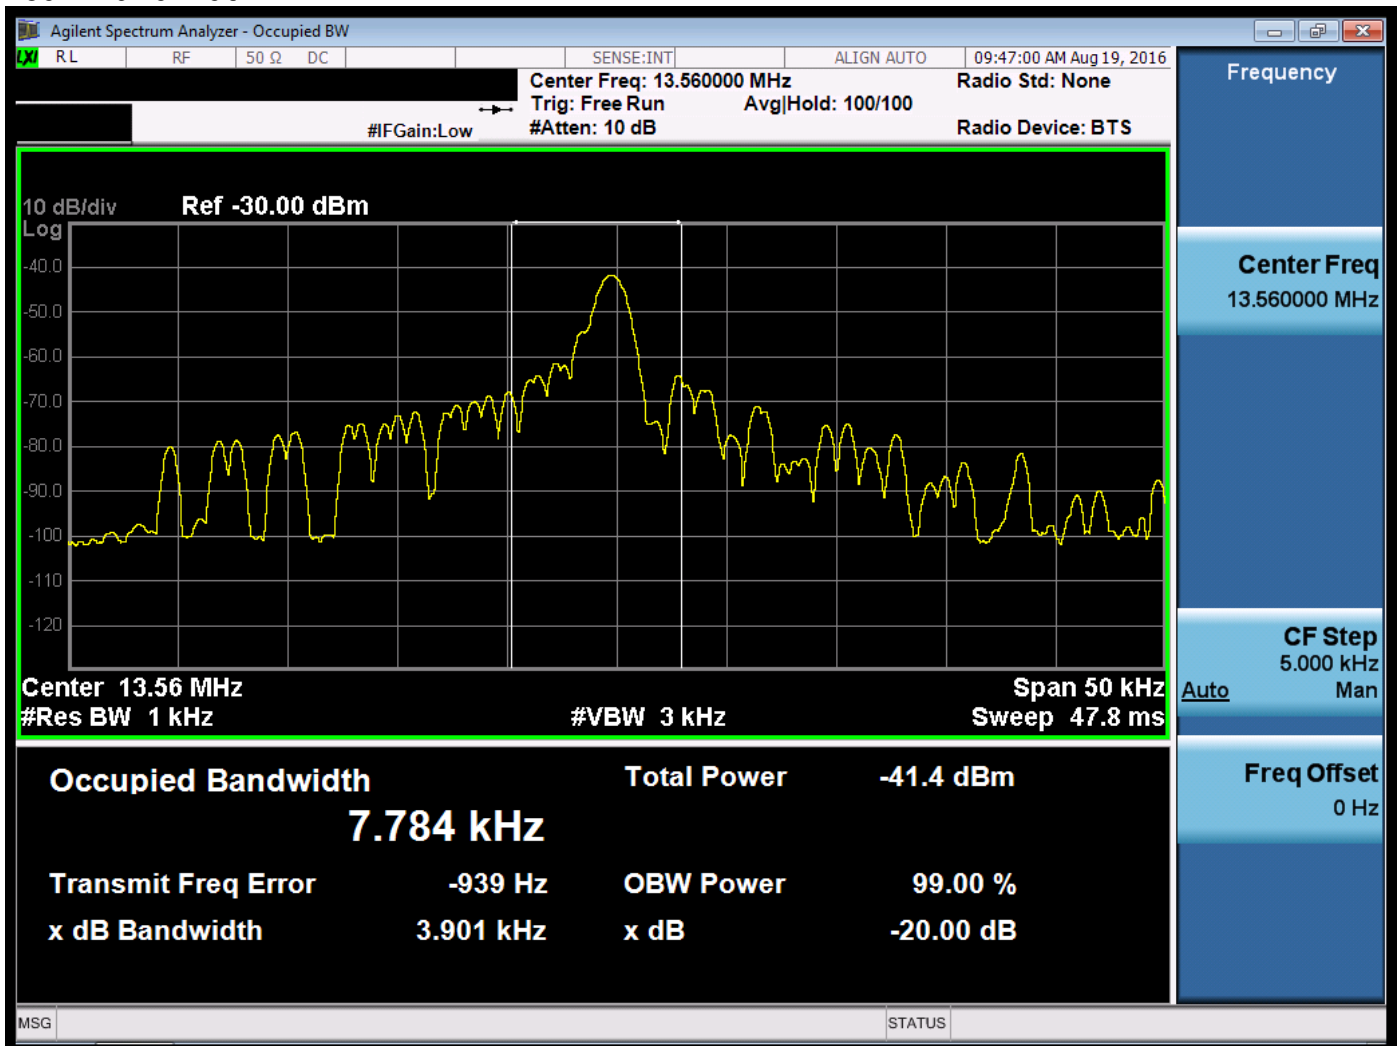 Agilent Spectrum Analyzer - Occupied BW
LXI RL RF 50 Ω DC SENSE:INT ALIGN AUTO 09:47:00 AM Aug 19, 2016
Center Freq: 13.560000 MHz Radio Std: None
Trig: Free Run Avg|Hold: 100/100
#IFGain:Low #Atten: 10 dB Radio Device: BTS
10 dB/div Ref -30.00 dBm
Log
-40.0
-50.0
-60.0
-70.0
-80.0
-90.0
-100
-110
-120
Center 13.56 MHz Span 50 kHz
#Res BW 1 kHz #VBW 3 kHz Sweep 47.8 ms
Occupied Bandwidth Total Power -41.4 dBm
7.784 kHz
Transmit Freq Error -939 Hz OBW Power 99.00 %
x dB Bandwidth 3.901 kHz x dB -20.00 dB
MSG STATUS
Frequency
Center Freq
13.560000 MHz
CF Step
5.000 kHz
Auto Man
Freq Offset
0 Hz